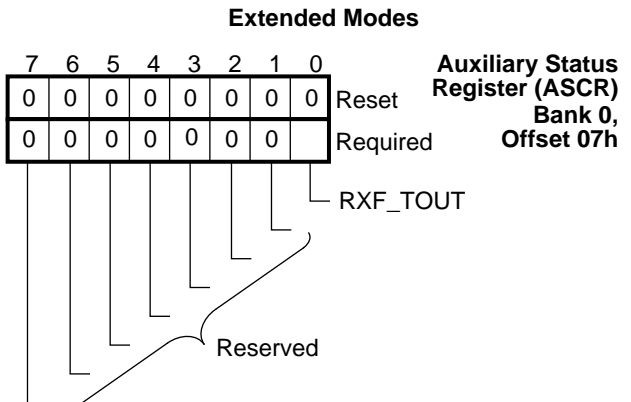 Extended Modes
7 6 5 4 3 2 1 0
Auxiliary Status
Register (ASCR)
Bank 0,
Offset 07h
0 0 0 0 0 0 0 0 Reset
0 0 0 0 0 0 0 Required
RXF_TOUT
Reserved